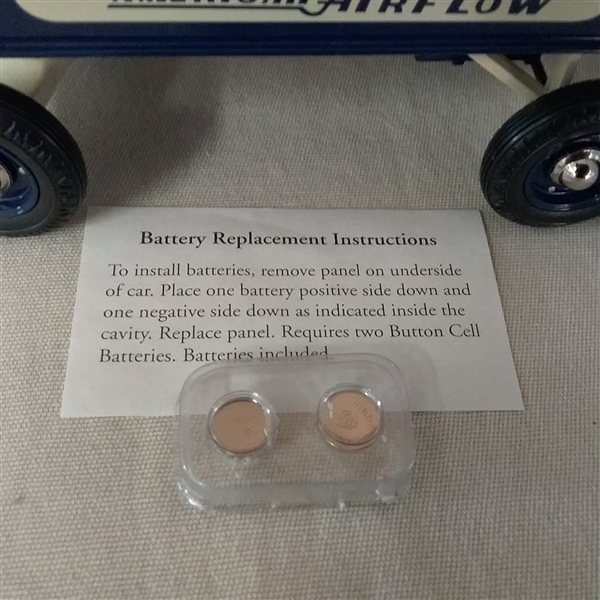 AMERICAN AIRFLOW
Battery Replacement Instructions
To install batteries, remove panel on underside
of car. Place one battery positive side down and
one negative side down as indicated inside the
cavity. Replace panel. Requires two Button Cell
Batteries. Batteries included.